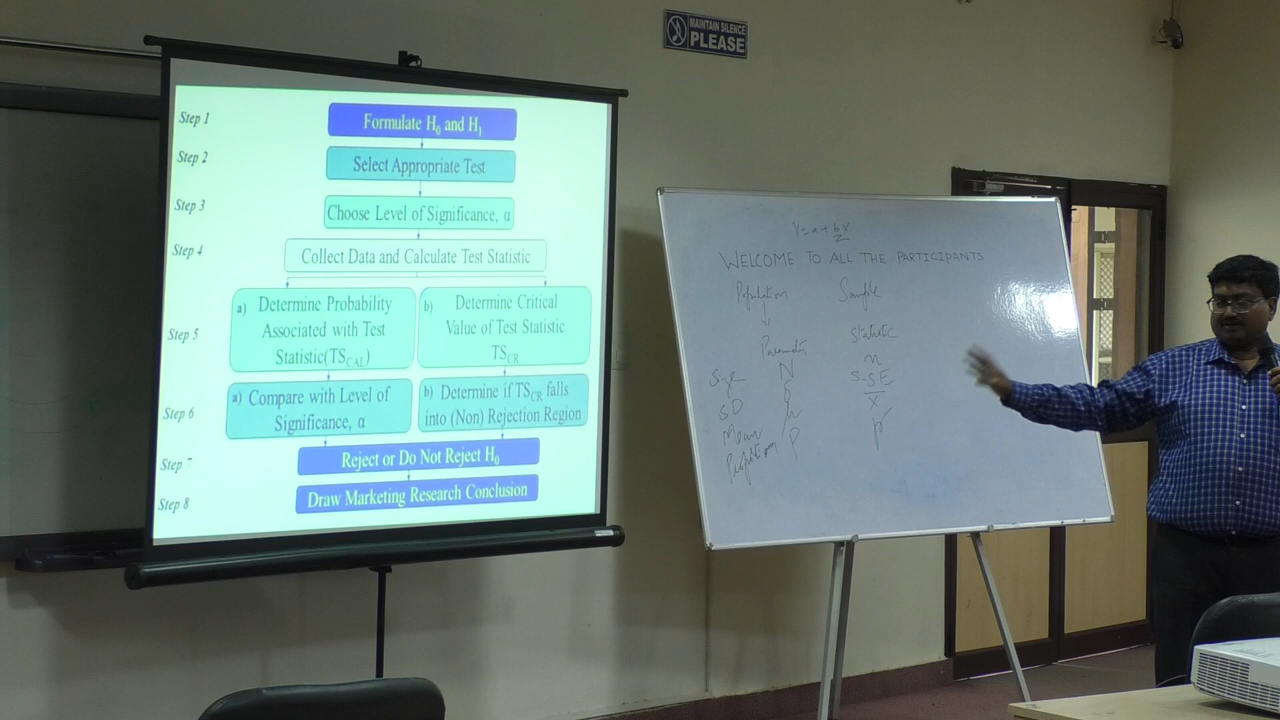 MAINTAIN SILENCE
PLEASE
Step 1
Formulate H₀ and H₁
Step 2
Select Appropriate Test
Step 3
Choose Level of Significance, α
Step 4
Collect Data and Calculate Test Statistic
Step 5
a) Determine Probability
Associated with Test
Statistic(TS_CAL)
b) Determine Critical
Value of Test Statistic
TS_CR
Step 6
a) Compare with Level of
Significance, α
b) Determine if TS_CR falls
into (Non) Rejection Region
Step 7
Reject or Do Not Reject H₀
Step 8
Draw Marketing Research Conclusion
Y = a + bx
WELCOME TO ALL THE PARTICIPANTS
Population Sample
Parameter Statistic
Size N n
SD S.SE
Mean μ x̄
Proportion P p